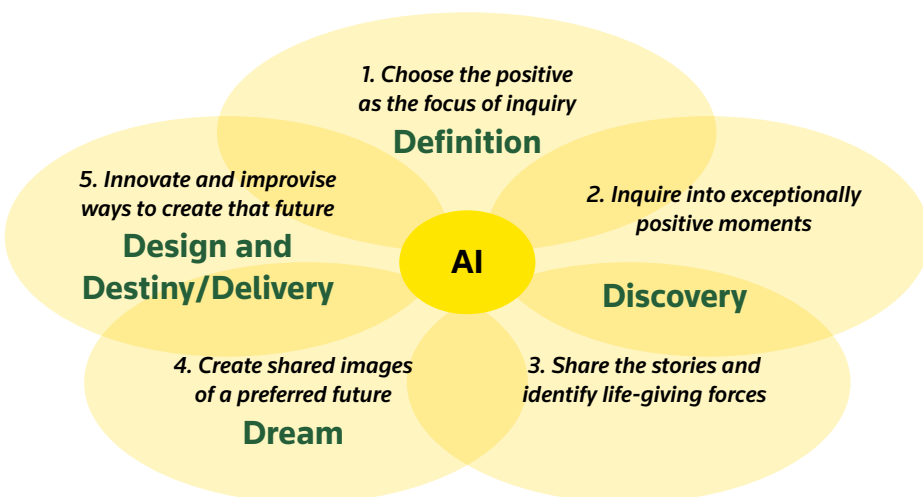 1. Choose the positive
as the focus of inquiry
Definition
2. Inquire into exceptionally
positive moments
Discovery
3. Share the stories and
identify life-giving forces
4. Create shared images
of a preferred future
Dream
5. Innovate and improvise
ways to create that future
Design and
Destiny/Delivery
AI